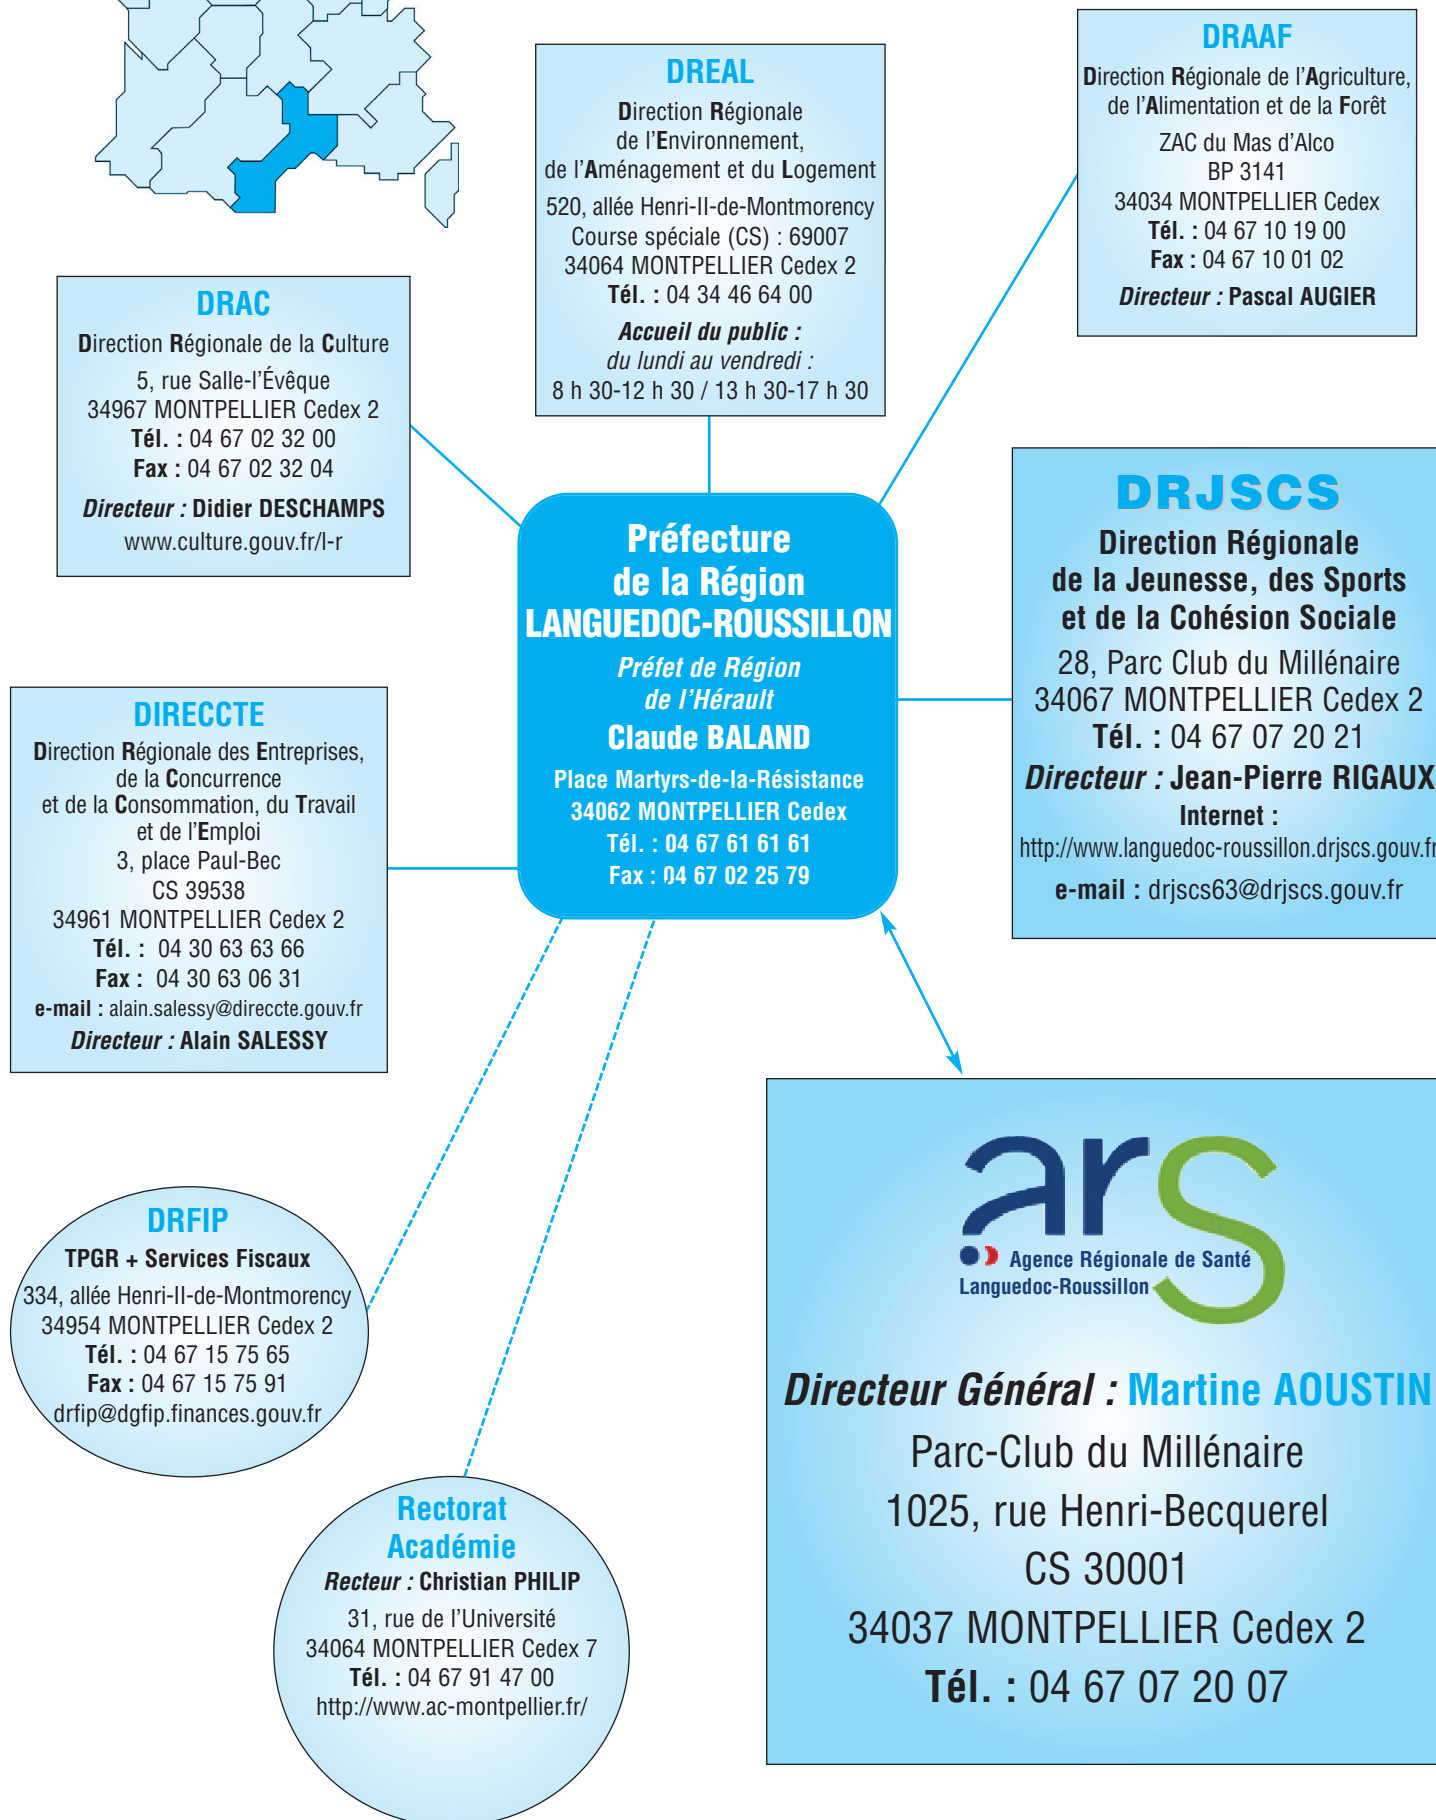 DREAL
Direction Régionale
de l'Environnement,
de l'Aménagement et du Logement
520, allée Henri-II-de-Montmorency
Course spéciale (CS) : 69007
34064 MONTPELLIER Cedex 2
Tél. : 04 34 46 64 00
Accueil du public :
du lundi au vendredi :
8 h 30-12 h 30 / 13 h 30-17 h 30
DRAAF
Direction Régionale de l'Agriculture,
de l'Alimentation et de la Forêt
ZAC du Mas d'Alco
BP 3141
34034 MONTPELLIER Cedex
Tél. : 04 67 10 19 00
Fax : 04 67 10 01 02
Directeur : Pascal AUGIER
DRAC
Direction Régionale de la Culture
5, rue Salle-l'Évêque
34967 MONTPELLIER Cedex 2
Tél. : 04 67 02 32 00
Fax : 04 67 02 32 04
Directeur : Didier DESCHAMPS
www.culture.gouv.fr/l-r
Préfecture
de la Région
LANGUEDOC-ROUSSILLON
Préfet de Région
de l'Hérault
Claude BALAND
Place Martyrs-de-la-Résistance
34062 MONTPELLIER Cedex
Tél. : 04 67 61 61 61
Fax : 04 67 02 25 79
DRJSCS
Direction Régionale
de la Jeunesse, des Sports
et de la Cohésion Sociale
28, Parc Club du Millénaire
34067 MONTPELLIER Cedex 2
Tél. : 04 67 07 20 21
Directeur : Jean-Pierre RIGAUX
Internet :
http://www.languedoc-roussillon.drjscs.gouv.fr
e-mail : drjscs63@drjscs.gouv.fr
DIRECCTE
Direction Régionale des Entreprises,
de la Concurrence
et de la Consommation, du Travail
et de l'Emploi
3, place Paul-Bec
CS 39538
34961 MONTPELLIER Cedex 2
Tél. : 04 30 63 63 66
Fax : 04 30 63 06 31
e-mail : alain.salessy@direccte.gouv.fr
Directeur : Alain SALESSY
DRFIP
TPGR + Services Fiscaux
334, allée Henri-II-de-Montmorency
34954 MONTPELLIER Cedex 2
Tél. : 04 67 15 75 65
Fax : 04 67 15 75 91
drfip@dgfip.finances.gouv.fr
Rectorat
Académie
Recteur : Christian PHILIP
31, rue de l'Université
34064 MONTPELLIER Cedex 7
Tél. : 04 67 91 47 00
http://www.ac-montpellier.fr/
ars
Agence Régionale de Santé
Languedoc-Roussillon
Directeur Général : Martine AOUSTIN
Parc-Club du Millénaire
1025, rue Henri-Becquerel
CS 30001
34037 MONTPELLIER Cedex 2
Tél. : 04 67 07 20 07